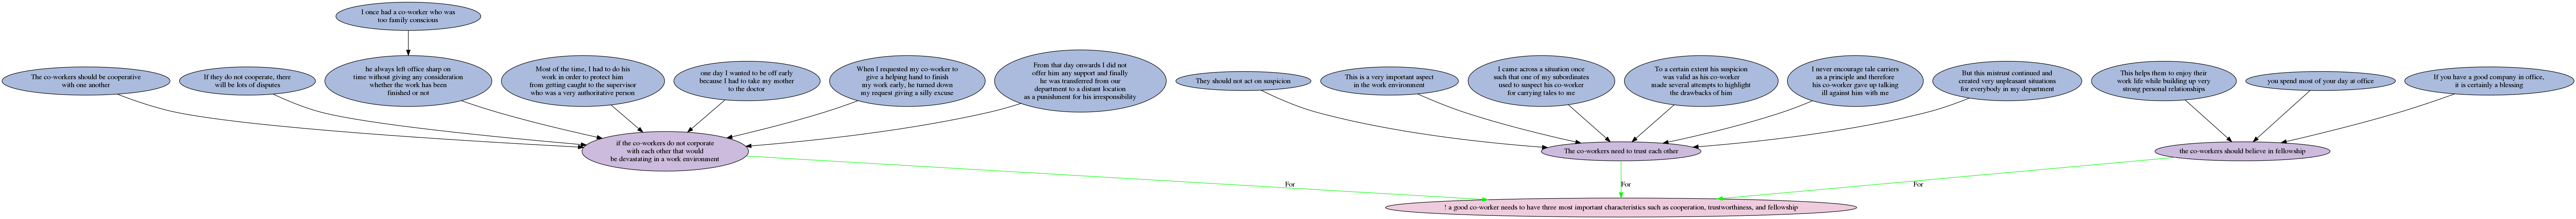 I once had a co-worker who was
too family conscious
The co-workers should be cooperative
with one another
If they do not cooperate, there
will be lots of disputes
he always left office sharp on
time without giving any consideration
whether the work has been
finished or not
Most of the time, I had to do his
work in order to protect him
from getting caught to the supervisor
who was a very authoritative person
one day I wanted to be off early
because I had to take my mother
to the doctor
When I requested my co-worker to
give a helping hand to finish
my work early, he turned down
my request giving a silly excuse
From that day onwards I did not
offer him any support and finally
he was transferred from our
department to a distant location
as a punishment for his irresponsibility
They should not act on suspicion
This is a very important aspect
in the work environment
I came across a situation once
such that one of my subordinates
used to suspect his co-worker
for carrying tales to me
To a certain extent his suspicion
was valid as his co-worker
made several attempts to highlight
the drawbacks of him
I never encourage tale carriers
as a principle and therefore
his co-worker gave up talking
ill against him with me
But this mistrust continued and
created very unpleasant situations
for everybody in my department
This helps them to enjoy their
work life while building up very
strong personal relationships
you spend most of your day at office
If you have a good company in office,
it is certainly a blessing
if the co-workers do not corporate
with each other that would
be devastating in a work environment
The co-workers need to trust each other
the co-workers should believe in fellowship
For
For
For
! a good co-worker needs to have three most important characteristics such as cooperation, trustworthiness, and fellowship